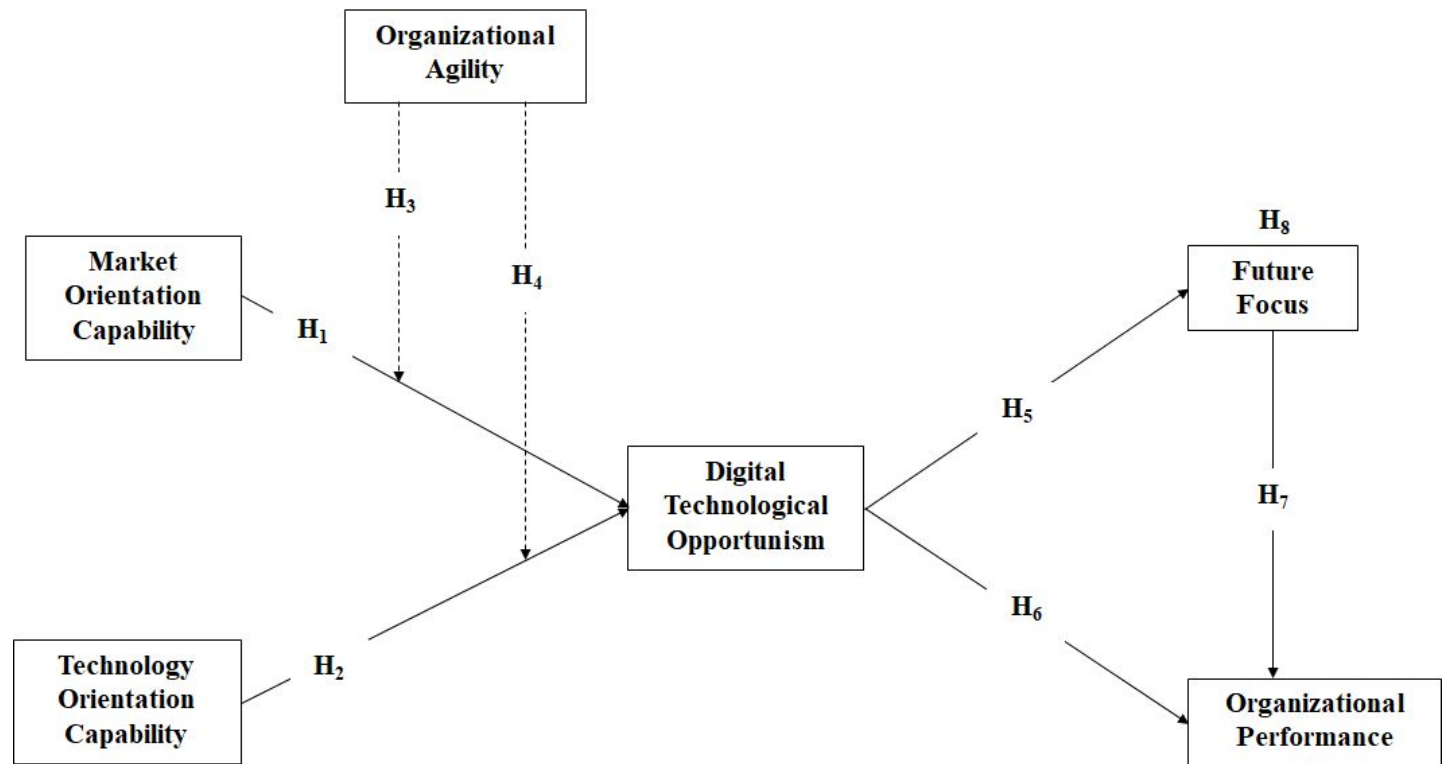 Organizational
Agility
H₃
H₈
Market
Orientation
Capability
H₄
Future
Focus
H₁
H₅
Digital
Technological
Opportunism
H₇
H₆
Technology
Orientation
Capability
H₂
Organizational
Performance